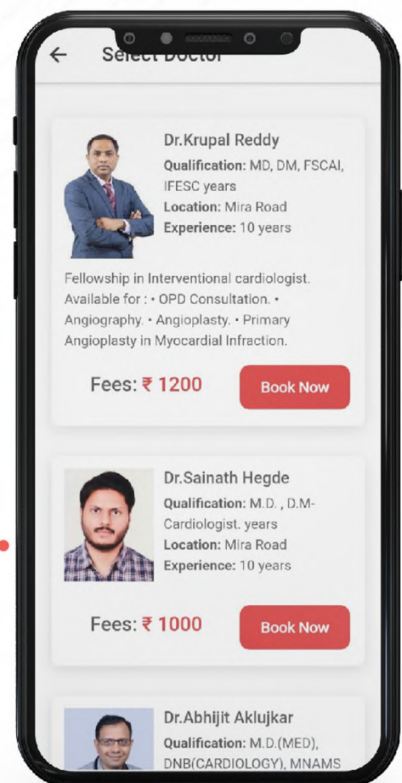 Select Doctor
Dr.Krupal Reddy
Qualification: MD, DM, FSCAI,
IFESC years
Location: Mira Road
Experience: 10 years
Fellowship in Interventional cardiologist.
Available for : • OPD Consultation. •
Angiography. • Angioplasty. • Primary
Angioplasty in Myocardial Infraction.
Fees: ₹ 1200
Book Now
Dr.Sainath Hegde
Qualification: M.D. , D.M-
Cardiologist. years
Location: Mira Road
Experience: 10 years
Fees: ₹ 1000
Book Now
Dr.Abhijit Aklujkar
Qualification: M.D.(MED),
DNB(CARDIOLOGY), MNAMS